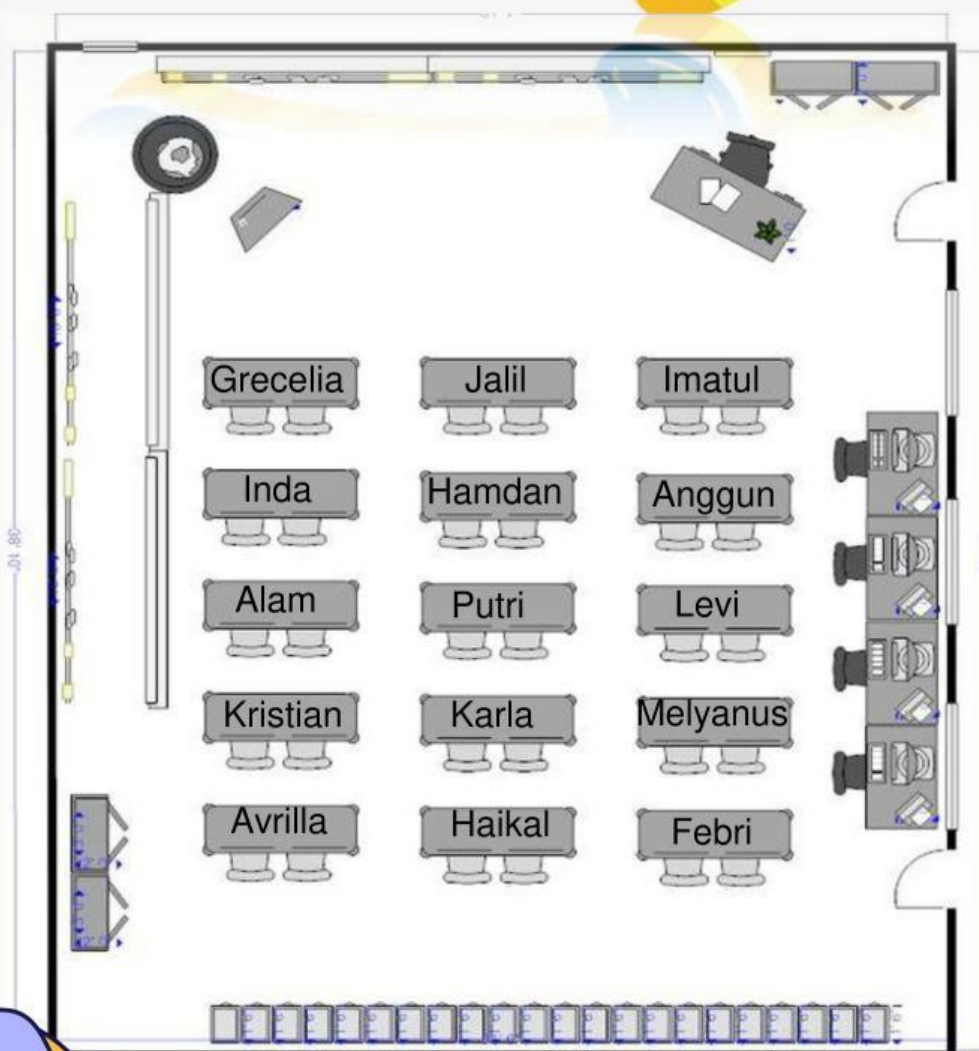 Grecelia
Jalil
Imatul
Inda
Hamdan
Anggun
Alam
Putri
Levi
Kristian
Karla
Melyanus
Avrilla
Haikal
Febri